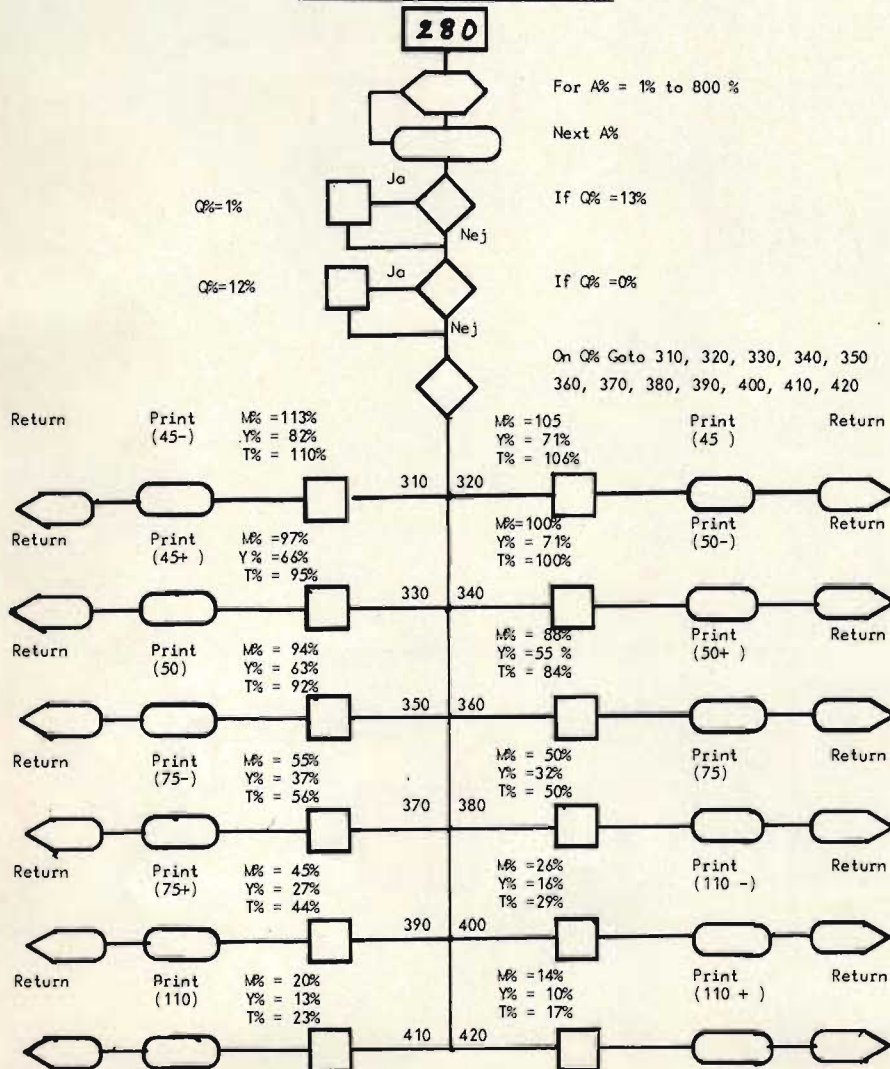 280
For A% = 1% to 800 %
Next A%
Ja
Q%=1%
If Q% =13%
Nej
Ja
Q%=12%
If Q% =0%
Nej
On Q% Goto 310, 320, 330, 340, 350
360, 370, 380, 390, 400, 410, 420
Return
Print
(45-)
M% =113%
Y% = 82%
T% = 110%
M% =105
Y% = 71%
T% = 106%
Print
(45 )
Return
310
320
Return
Print
(45+ )
M% =97%
Y % =66%
T% = 95%
M%=100%
Y% = 71%
T% =100%
Print
(50-)
Return
330
340
Return
Print
(50)
M% = 94%
Y% = 63%
T% = 92%
M% = 88%
Y% =55 %
T% = 84%
Print
(50+ )
Return
350
360
Return
Print
(75-)
M% = 55%
Y% = 37%
T% = 56%
M% = 50%
Y% =32%
T% = 50%
Print
(75)
Return
370
380
Return
Print
(75+)
M% = 45%
Y% = 27%
T% = 44%
M% =26%
Y% =16%
T% =29%
Print
(110 -)
Return
390
400
Return
Print
(110)
M% = 20%
Y% = 13%
T% = 23%
M% =14%
Y% = 10%
T% = 17%
Print
(110 + )
Return
410
420